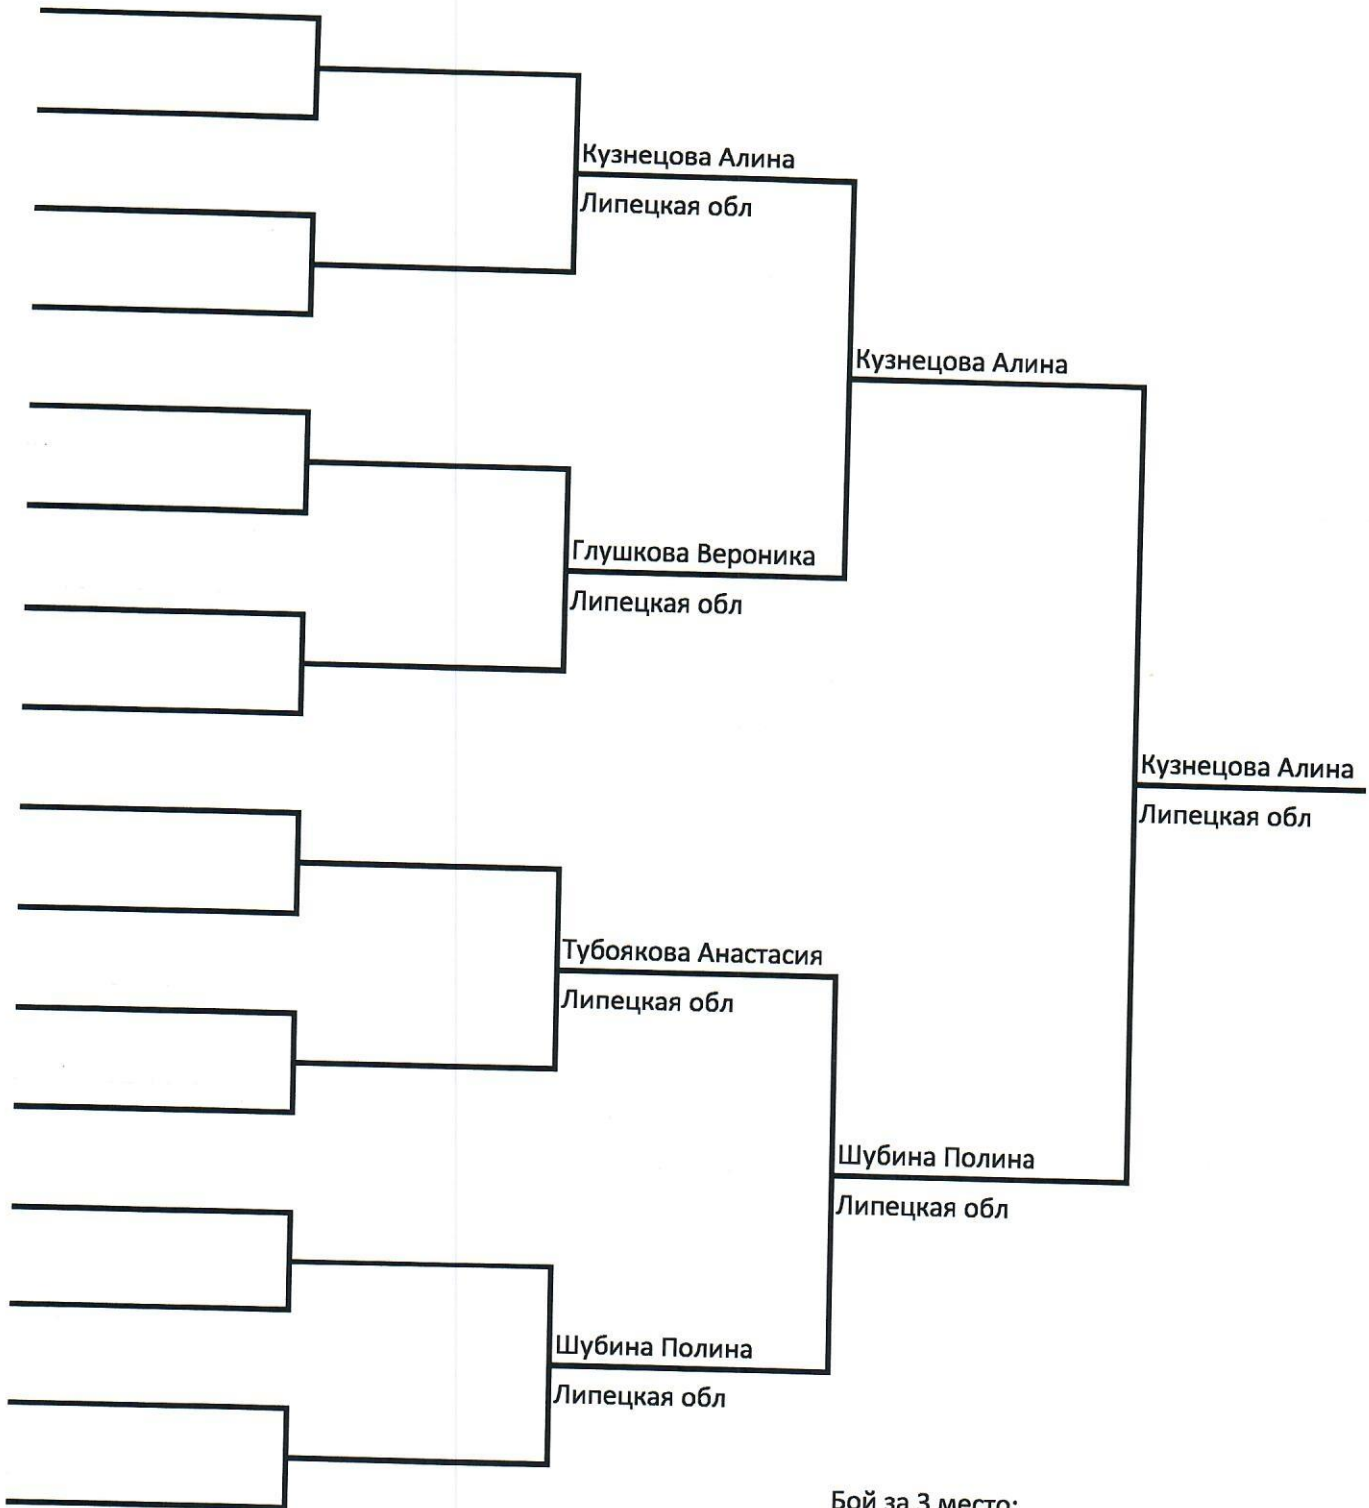 Кузнецова Алина
Липецкая обл
Кузнецова Алина
Глушкова Вероника
Липецкая обл
Кузнецова Алина
Липецкая обл
Тубоякова Анастасия
Липецкая обл
Шубина Полина
Липецкая обл
Шубина Полина
Липецкая обл
Бой за 3 место: